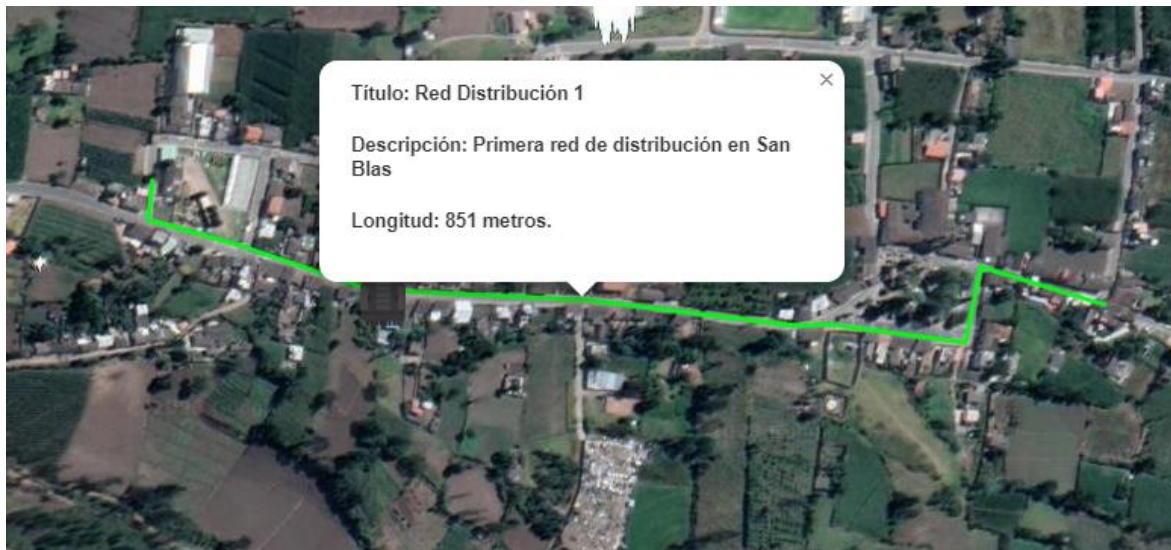 Título: Red Distribución 1
Descripción: Primera red de distribución en San
Blas
Longitud: 851 metros.